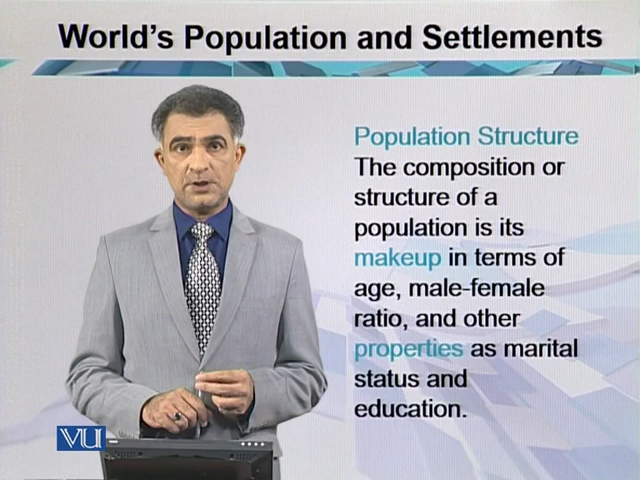 World's Population and Settlements
Population Structure
The composition or
structure of a
population is its
makeup in terms of
age, male-female
ratio, and other
properties as marital
status and
education.
VU